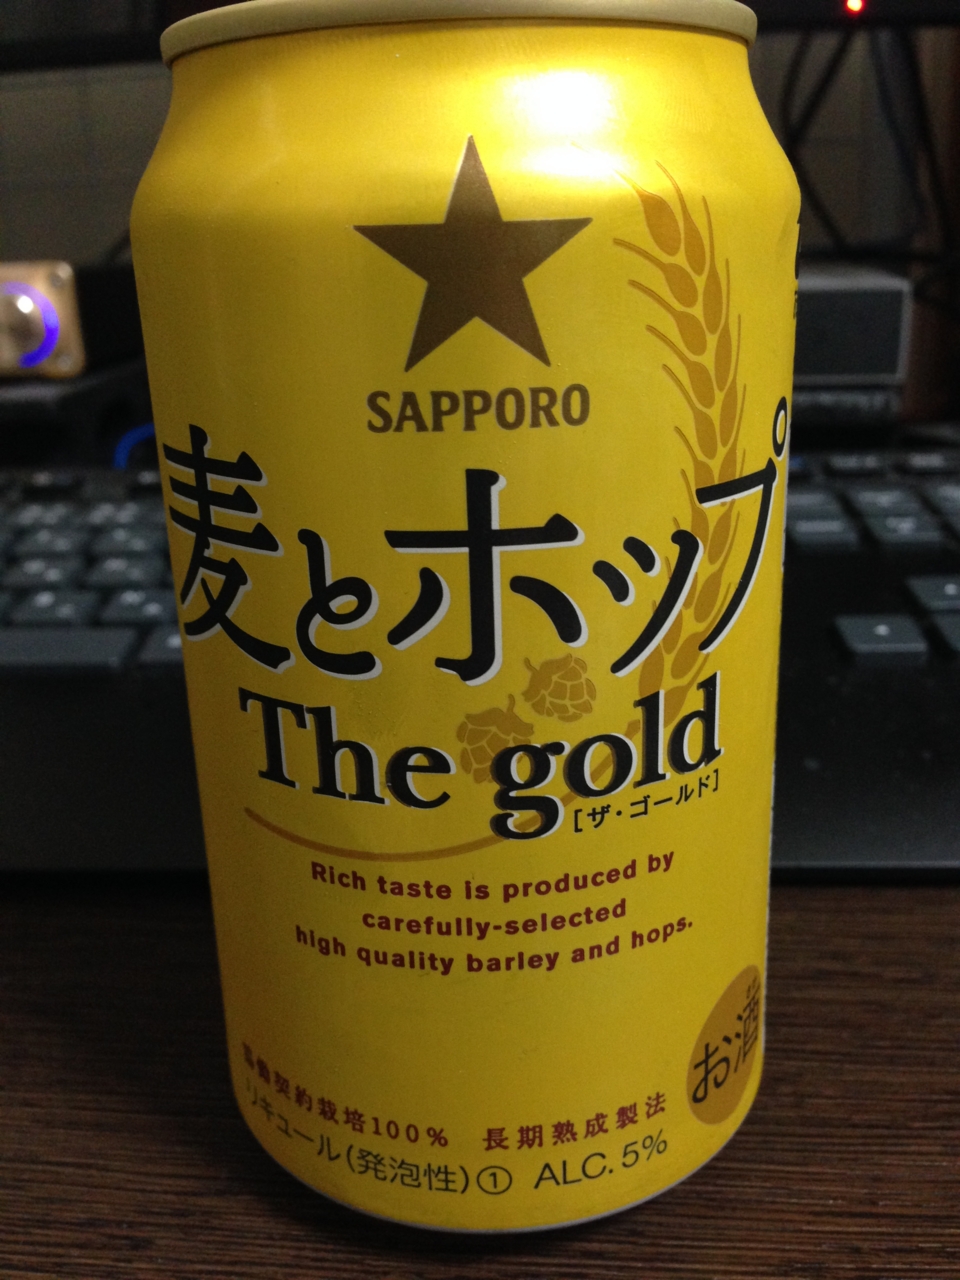 SAPPORO
麦とホップ
The gold
[ザ・ゴールド]
Rich taste is produced by
carefully-selected
high quality barley and hops.
お酒
協働契約栽培100% 長期熟成製法
リキュール(発泡性)① ALC. 5%